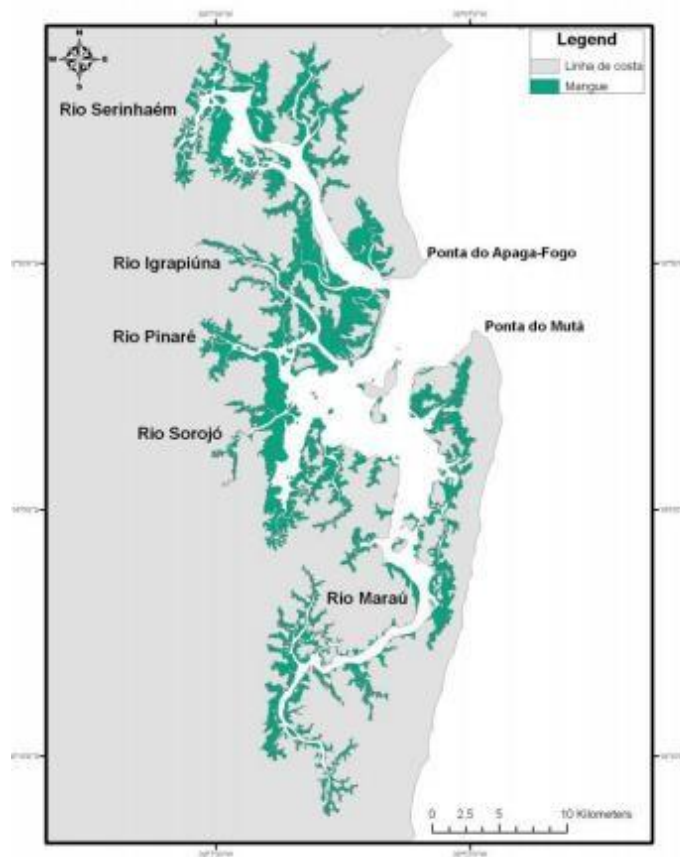 Legend
Linha de costa
Mangue
N
W
E
S
Rio Serinhaém
Ponta do Apaga-Fogo
Rio Igrapiúna
Ponta do Mutá
Rio Pinaré
Rio Sorojó
Rio Maraú
0 2.5 5 10 Kilometers